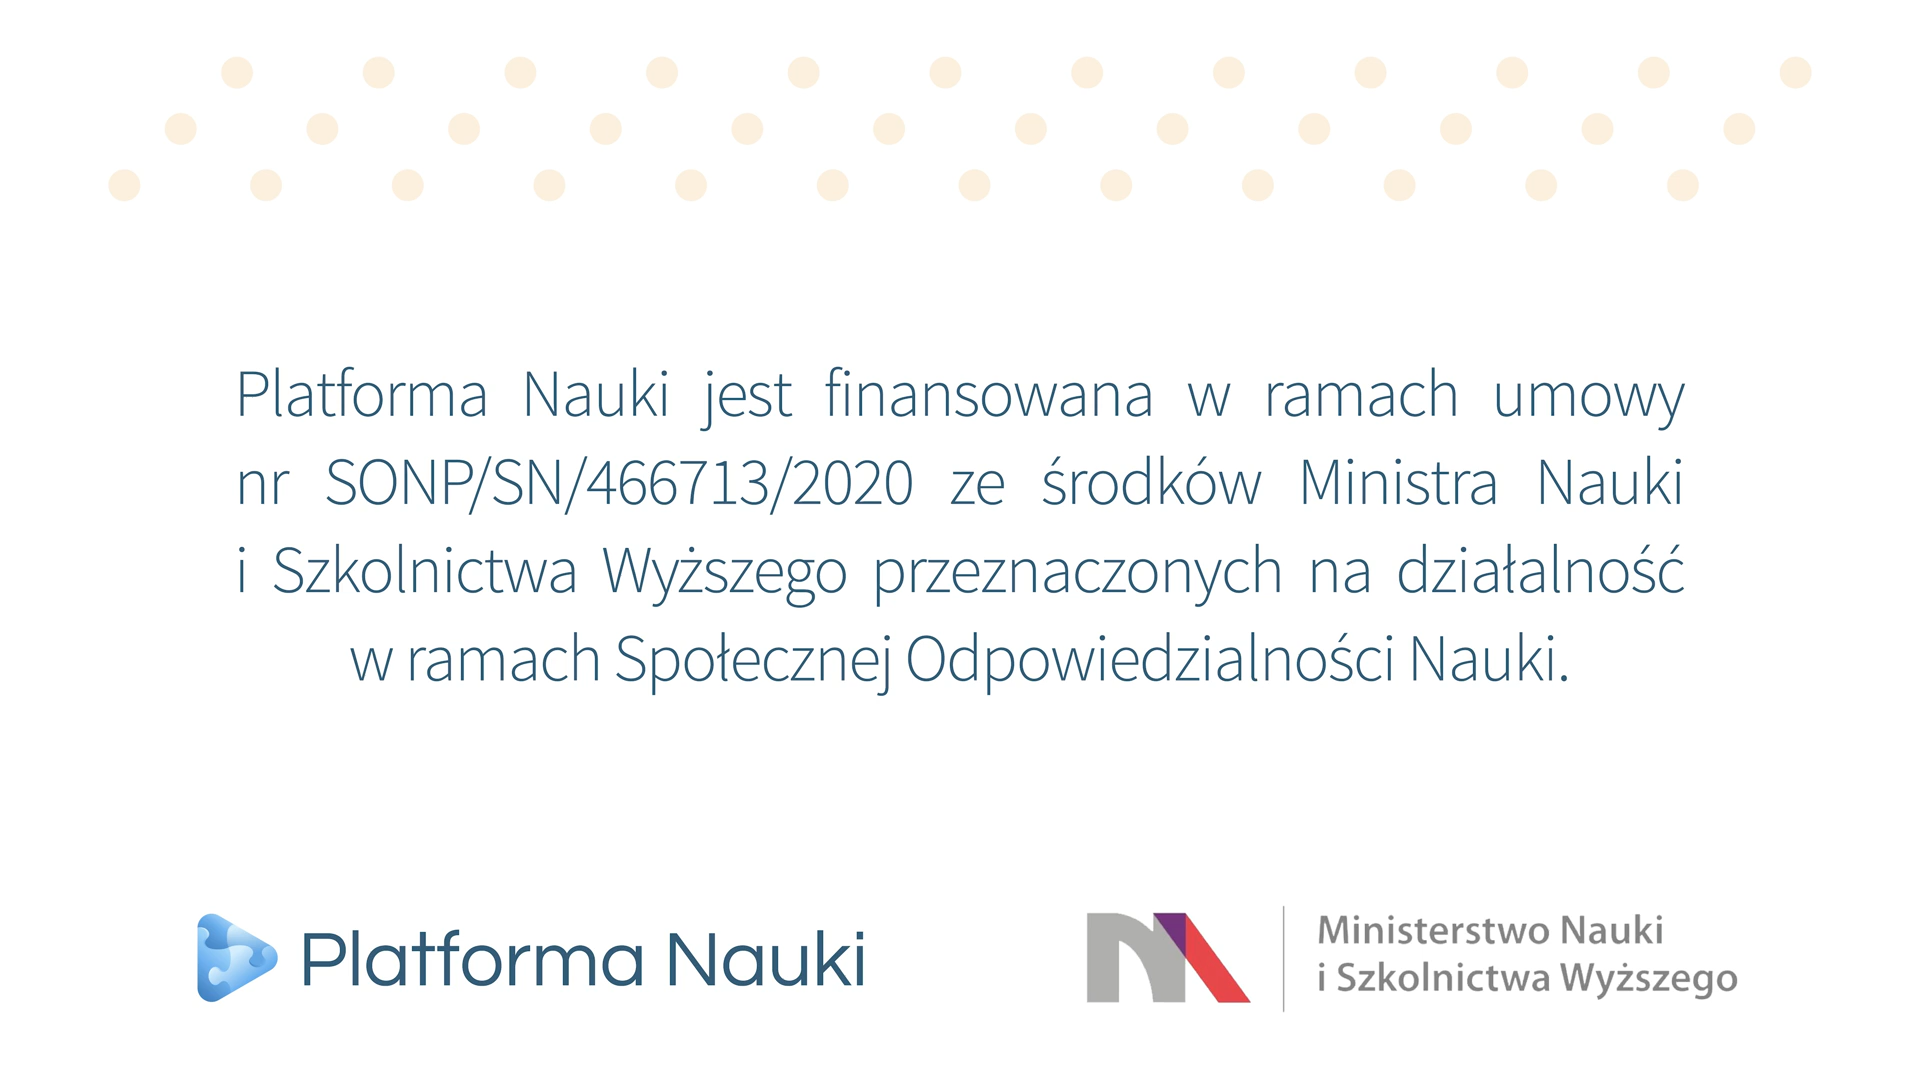 Platforma Nauki jest finansowana w ramach umowy
nr SONP/SN/466713/2020 ze środków Ministra Nauki
i Szkolnictwa Wyższego przeznaczonych na działalność
w ramach Społecznej Odpowiedzialności Nauki.
Platforma Nauki
Ministerstwo Nauki
i Szkolnictwa Wyższego